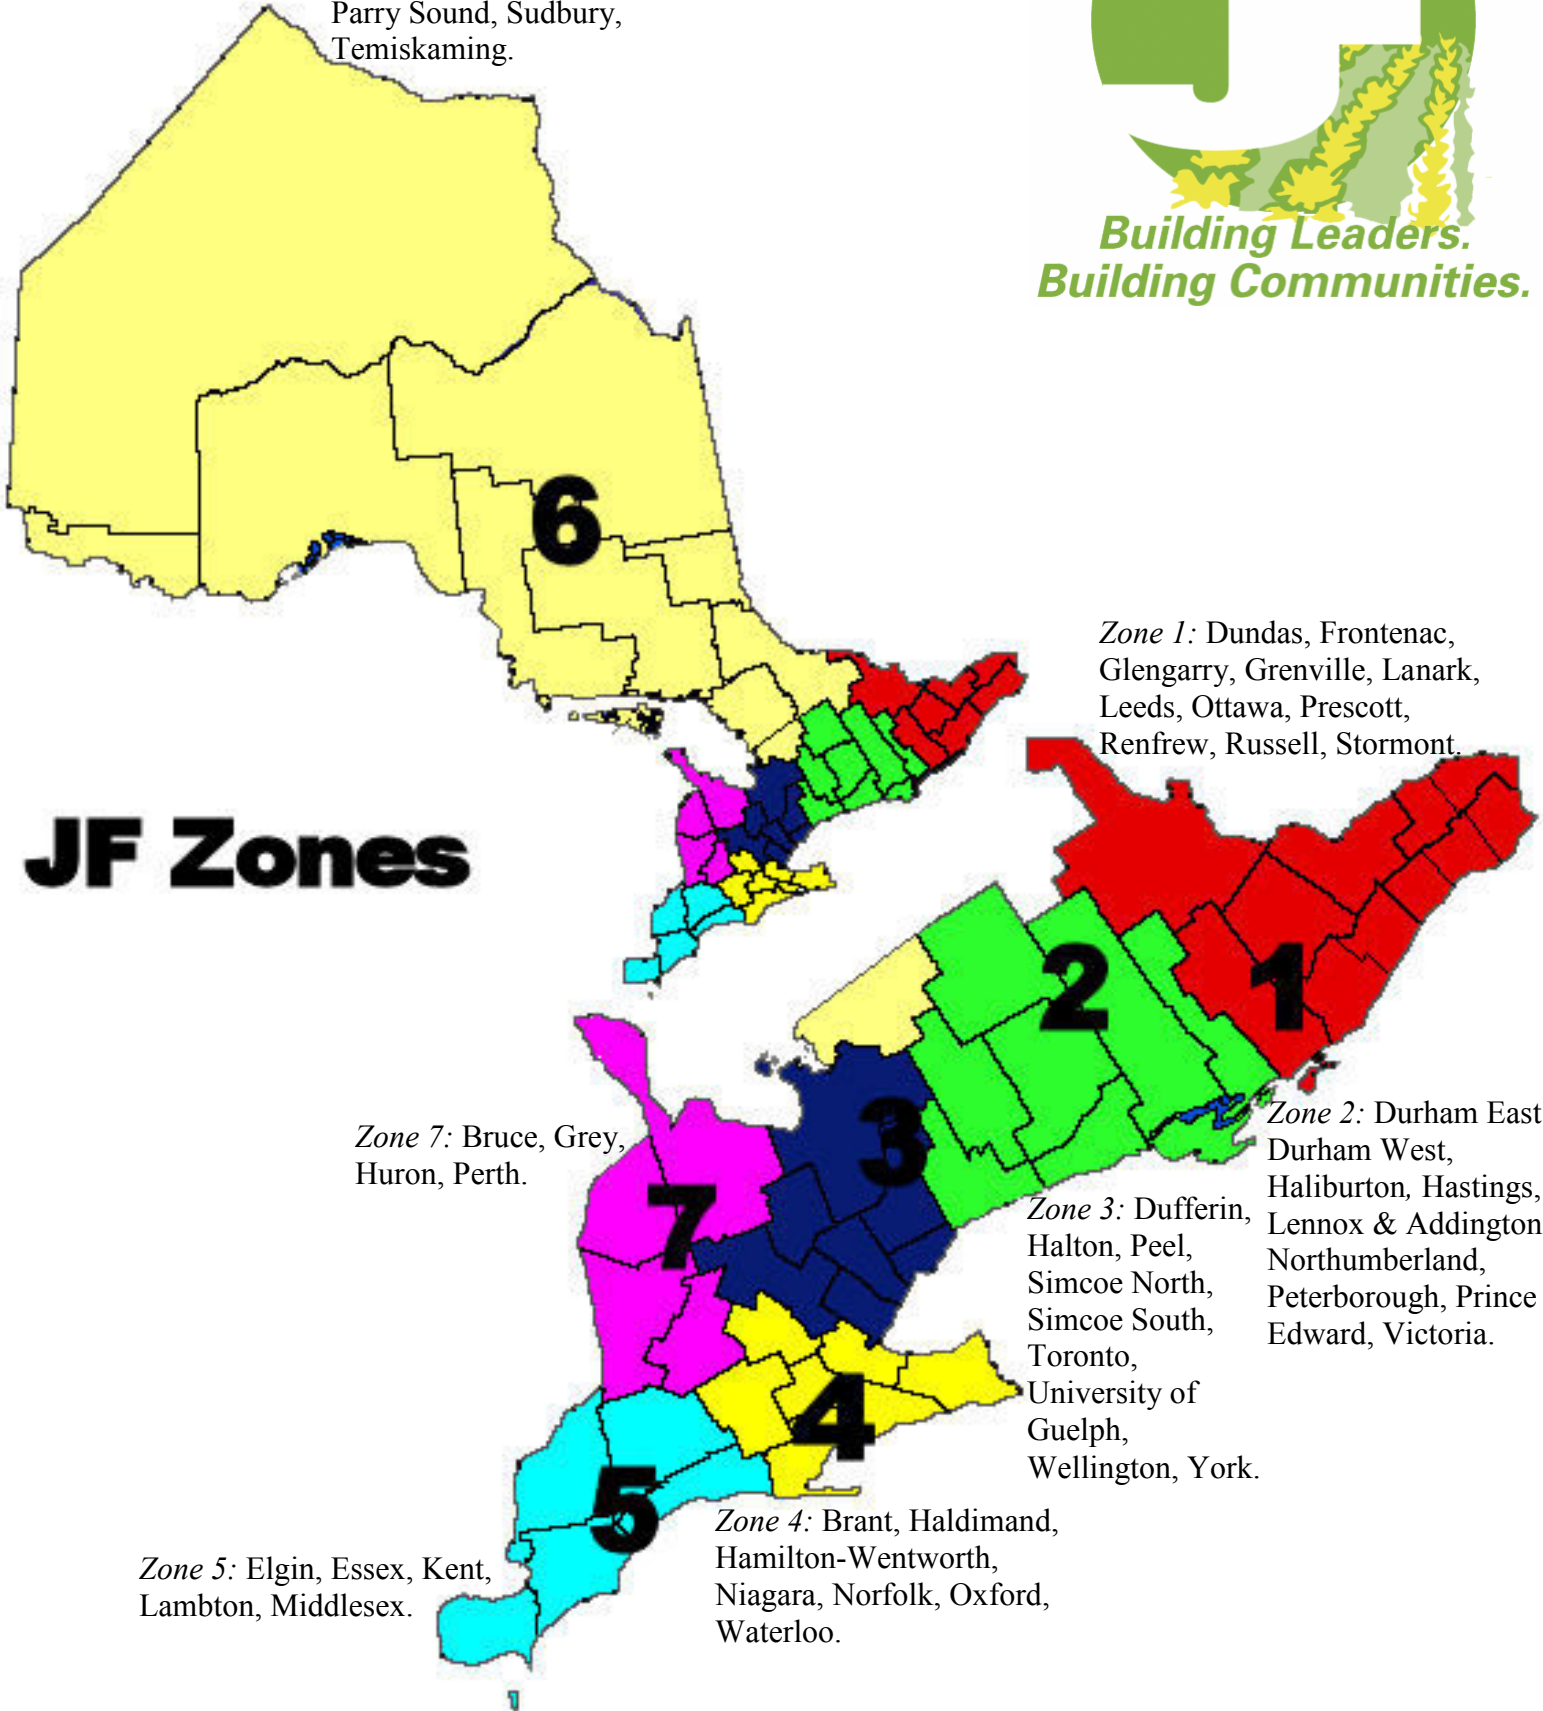 Parry Sound, Sudbury,
Temiskaming.
Building Leaders.
Building Communities.
6
Zone 1: Dundas, Frontenac,
Glengarry, Grenville, Lanark,
Leeds, Ottawa, Prescott,
Renfrew, Russell, Stormont.
JF Zones
2
1
3
Zone 2: Durham East
Durham West,
Haliburton, Hastings,
Lennox & Addington
Northumberland,
Peterborough, Prince
Edward, Victoria.
Zone 7: Bruce, Grey,
Huron, Perth.
7
Zone 3: Dufferin,
Halton, Peel,
Simcoe North,
Simcoe South,
Toronto,
University of
Guelph,
Wellington, York.
4
5
Zone 4: Brant, Haldimand,
Hamilton-Wentworth,
Niagara, Norfolk, Oxford,
Waterloo.
Zone 5: Elgin, Essex, Kent,
Lambton, Middlesex.